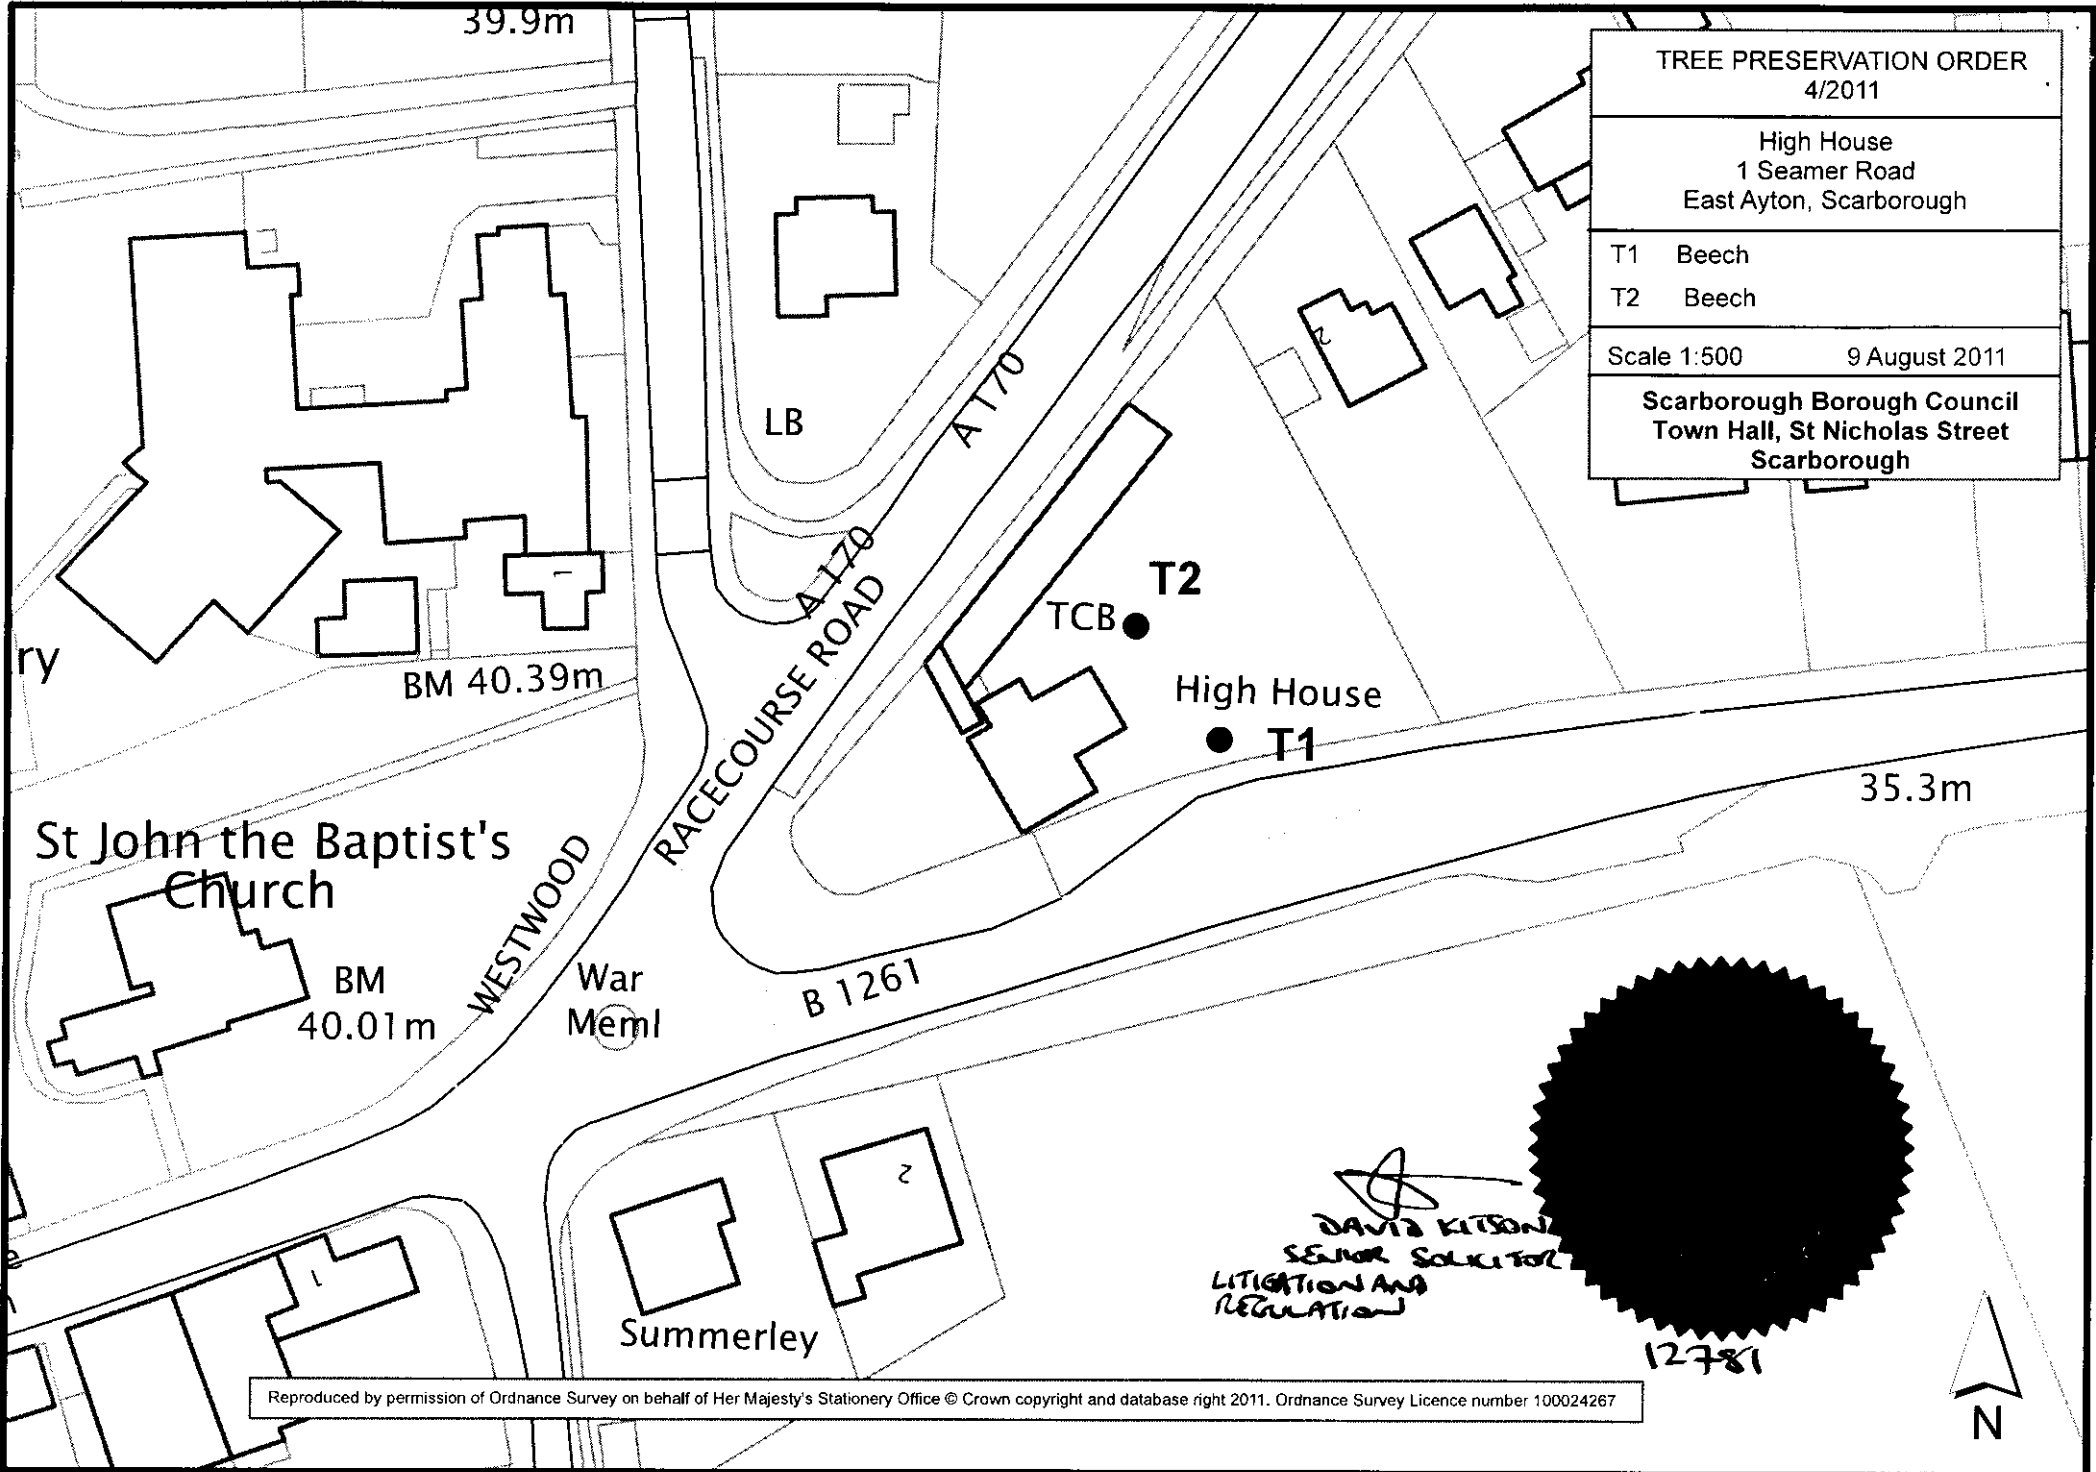 39.9m
TREE PRESERVATION ORDER
4/2011
High House
1 Seamer Road
East Ayton, Scarborough
T1 Beech
T2 Beech
Scale 1:500 9 August 2011
Scarborough Borough Council
Town Hall, St Nicholas Street
Scarborough
2
LB
A 170
A 170
RACECOURSE ROAD
1
T2
TCB
ry
BM 40.39m
High House
T1
35.3m
St John the Baptist's
Church
WESTWOOD
BM
40.01m
War
Meml
B 1261
2
1
Summerley
DAVID KITSON
SENIOR SOLICITOR
LITIGATION AND
REGULATION
12781
Reproduced by permission of Ordnance Survey on behalf of Her Majesty's Stationery Office © Crown copyright and database right 2011. Ordnance Survey Licence number 100024267
N